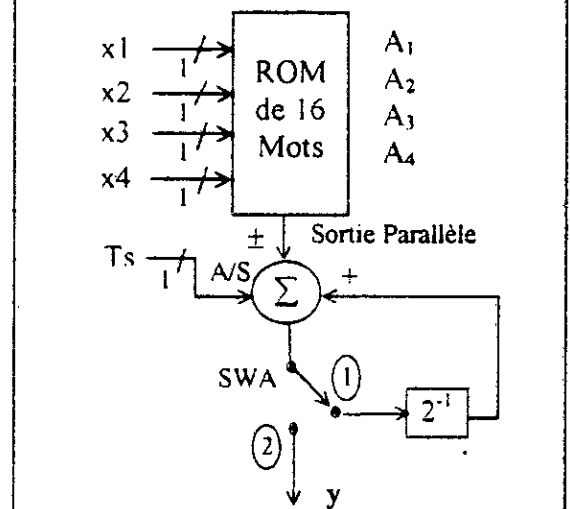 x1
1
x2
1
x3
1
x4
1
ROM
de 16
Mots
A₁
A₂
A₃
A₄
±
Sortie Parallèle
Ts
1
A/S
Σ
+
SWA
1
2⁻¹
2
y